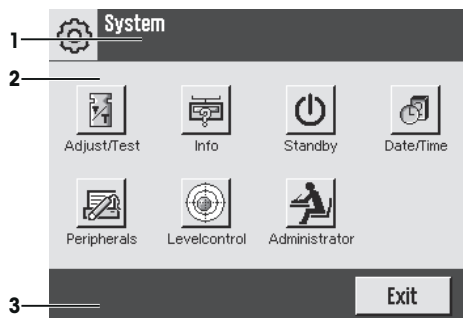 System
1
2
Adjust/Test Info Standby Date/Time
Peripherals Levelcontrol Administrator
3
Exit